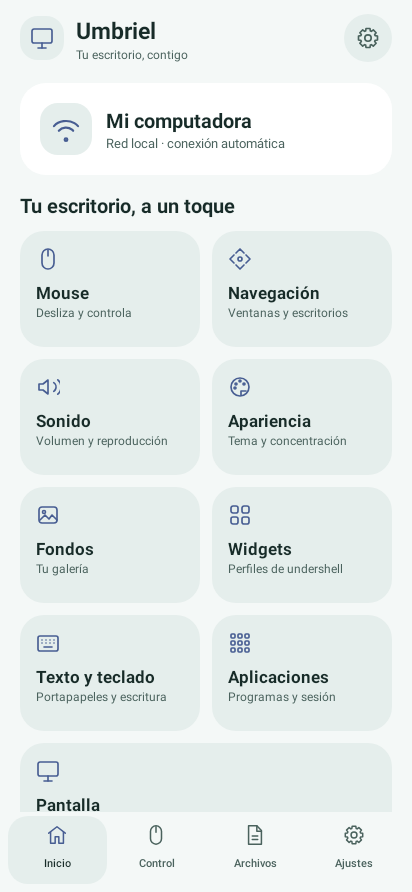 Umbriel
Tu escritorio, contigo
Mi computadora
Red local · conexión automática
Tu escritorio, a un toque
Mouse
Desliza y controla
Navegación
Ventanas y escritorios
Sonido
Volumen y reproducción
Apariencia
Tema y concentración
Fondos
Tu galería
Widgets
Perfiles de undershell
Texto y teclado
Portapapeles y escritura
Aplicaciones
Programas y sesión
Pantalla
Inicio
Control
Archivos
Ajustes